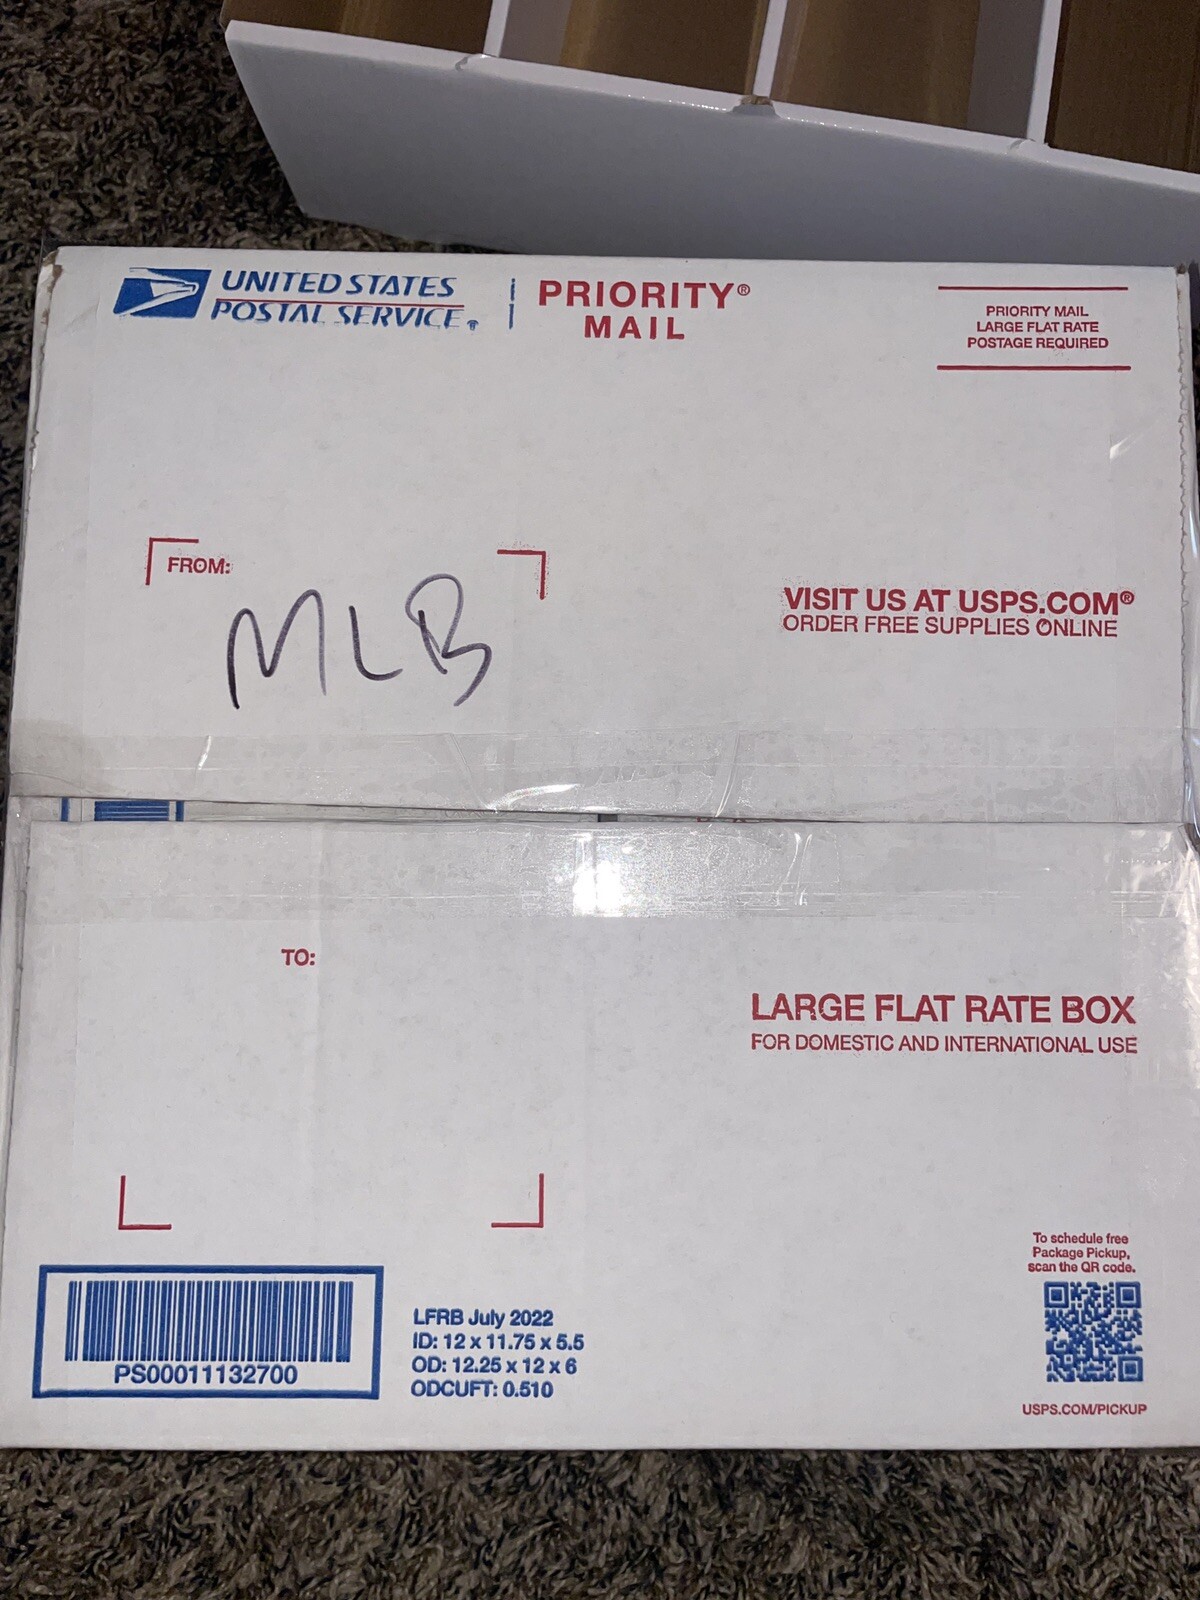 UNITED STATES
POSTAL SERVICE®
PRIORITY®
MAIL
PRIORITY MAIL
LARGE FLAT RATE
POSTAGE REQUIRED
FROM:
MLB
VISIT US AT USPS.COM®
ORDER FREE SUPPLIES ONLINE
TO:
LARGE FLAT RATE BOX
FOR DOMESTIC AND INTERNATIONAL USE
To schedule free
Package Pickup,
scan the QR code.
PS00011132700
LFRB July 2022
ID: 12 x 11.75 x 5.5
OD: 12.25 x 12 x 6
ODCUFT: 0.510
USPS.COM/PICKUP